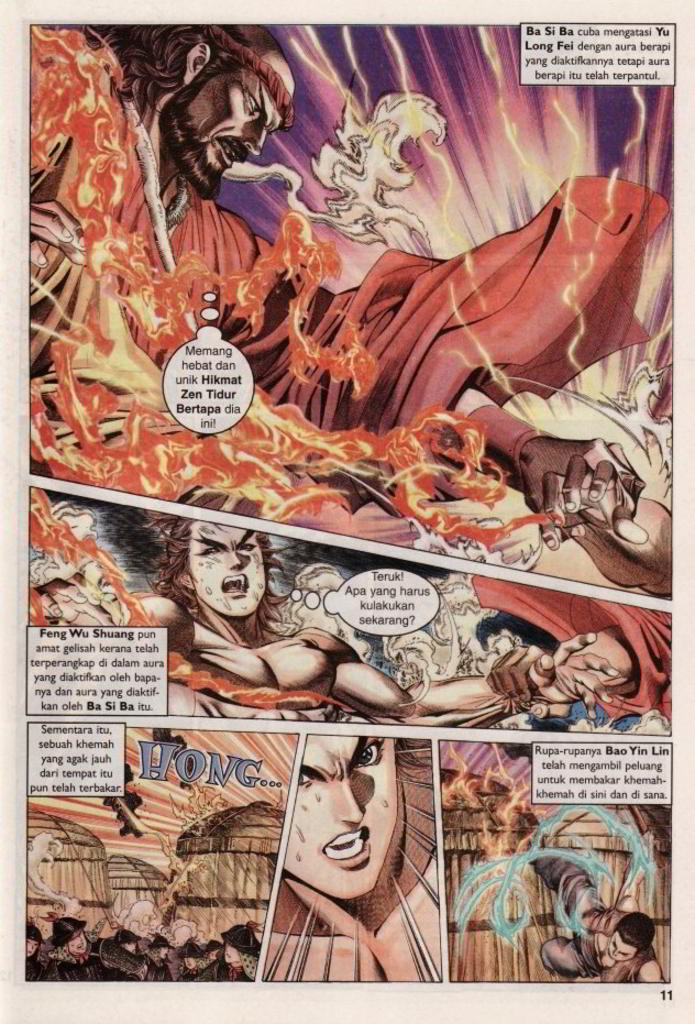 Ba Si Ba cuba mengatasi Yu
Long Fei dengan aura berapi
yang diaktifkannya tetapi aura
berapi itu telah terpantul.
Memang
hebat dan
unik Hikmat
Zen Tidur
Bertapa dia
ini!
Teruk!
Apa yang harus
kulakukan
sekarang?
Feng Wu Shuang pun
amat gelisah kerana telah
terperangkap di dalam aura
yang diaktifkan oleh bapa-
nya dan aura yang diaktif-
kan oleh Ba Si Ba itu.
Sementara itu,
sebuah khemah
yang agak jauh
dari tempat itu
pun telah terbakar.
HONG...
Rupa-rupanya Bao Yin Lin
telah mengambil peluang
untuk membakar khemah-
khemah di sini dan di sana.
11